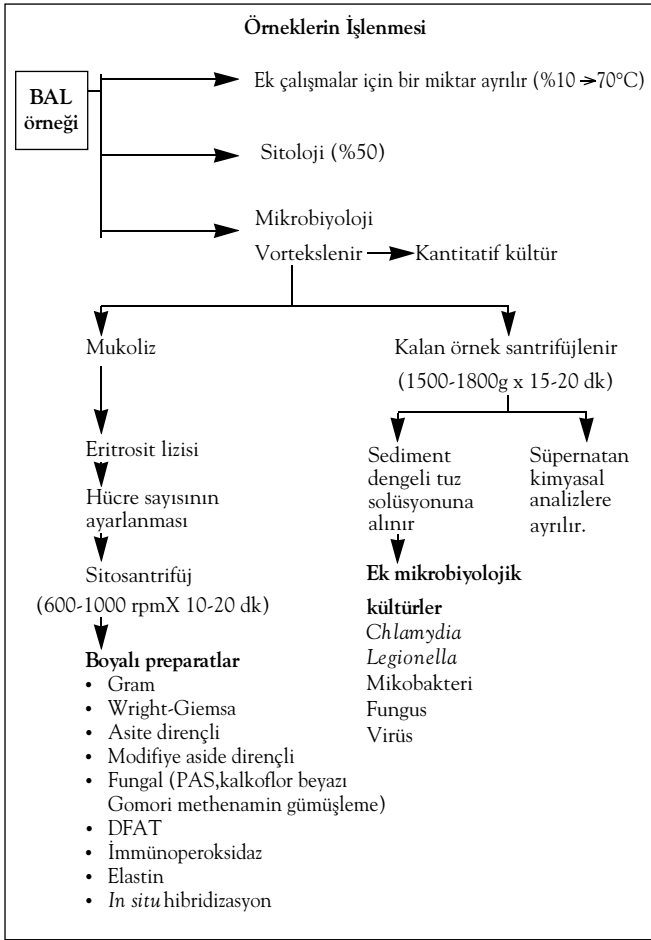 Örneklerin İşlenmesi
BAL
örneği
Ek çalışmalar için bir miktar ayrılır (%10 →70°C)
Sitoloji (%50)
Mikrobiyoloji
Vortekslenir → Kantitatif kültür
Mukoliz
Eritrosit lizisi
Hücre sayısının
ayarlanması
Sitosantrifüj
(600-1000 rpmX 10-20 dk)
Boyalı preparatlar
• Gram
• Wright-Giemsa
• Asite dirençli
• Modifiye aside dirençli
• Fungal (PAS,kalkoflor beyazı
Gomori methenamin gümüşleme)
• DFAT
• İmmünoperoksidaz
• Elastin
• In situ hibridizasyon
Kalan örnek santrifüjlenir
(1500-1800g x 15-20 dk)
Sediment
dengeli tuz
solüsyonuna
alınır
Ek mikrobiyolojik
kültürler
Chlamydia
Legionella
Mikobakteri
Fungus
Virüs
Süpernatan
kimyasal
analizlere
ayrılır.